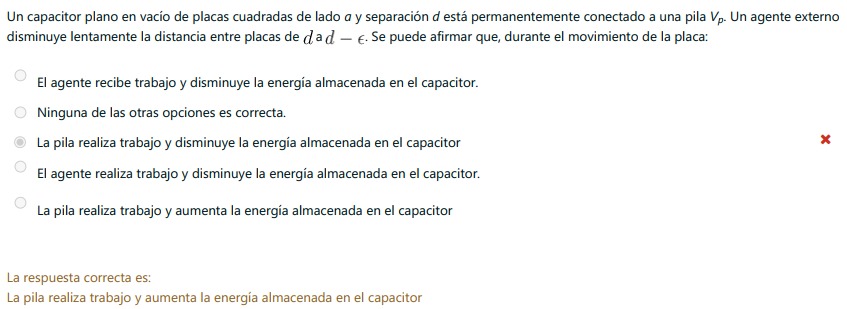 Un capacitor plano en vacío de placas cuadradas de lado a y separación d está permanentemente conectado a una pila Vₚ. Un agente externo
disminuye lentamente la distancia entre placas de d a d − ϵ. Se puede afirmar que, durante el movimiento de la placa:
El agente recibe trabajo y disminuye la energía almacenada en el capacitor.
Ninguna de las otras opciones es correcta.
La pila realiza trabajo y disminuye la energía almacenada en el capacitor
El agente realiza trabajo y disminuye la energía almacenada en el capacitor.
La pila realiza trabajo y aumenta la energía almacenada en el capacitor
La respuesta correcta es:
La pila realiza trabajo y aumenta la energía almacenada en el capacitor